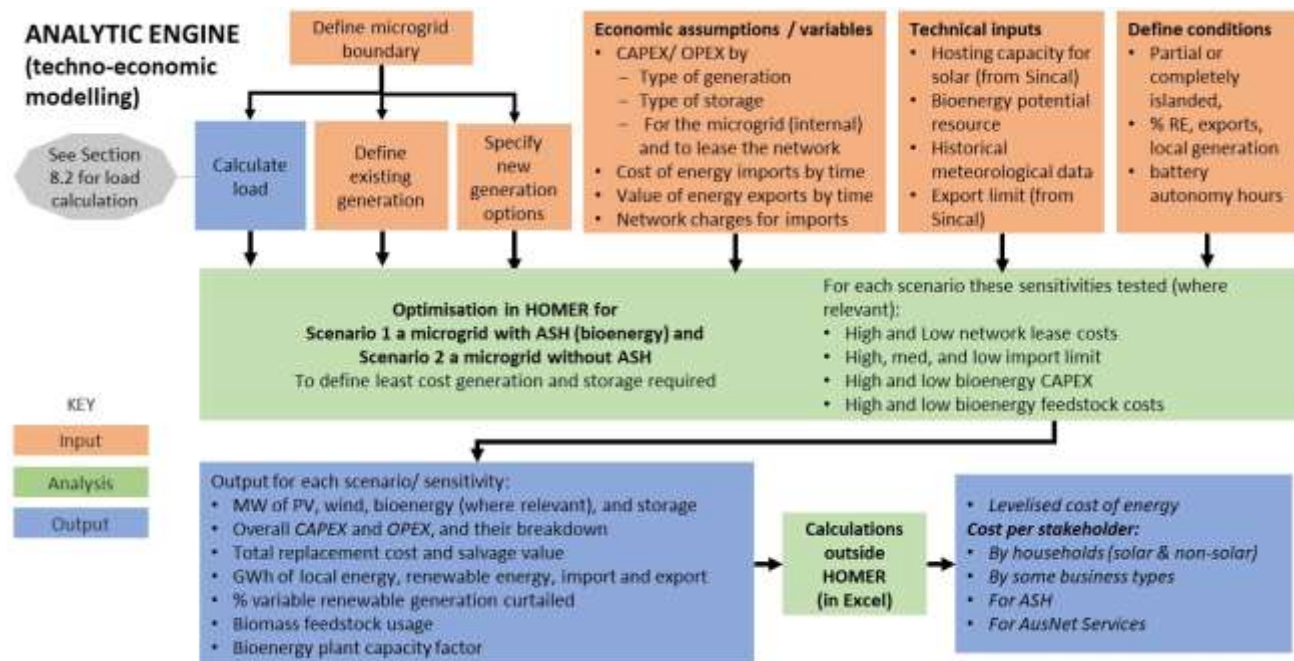 ANALYTIC ENGINE
(techno-economic
modelling)
Define microgrid
boundary
See Section
8.2 for load
calculation
Calculate
load
Define
existing
generation
Specify
new
generation
options
Economic assumptions / variables
• CAPEX/ OPEX by
– Type of generation
– Type of storage
– For the microgrid (internal)
and to lease the network
• Cost of energy imports by time
• Value of energy exports by time
• Network charges for imports
Technical inputs
• Hosting capacity for
solar (from Sincal)
• Bioenergy potential
resource
• Historical
meteorological data
• Export limit (from
Sincal)
Define conditions
• Partial or
completely
islanded,
• % RE, exports,
local generation
• battery
autonomy hours
Optimisation in HOMER for
Scenario 1 a microgrid with ASH (bioenergy) and
Scenario 2 a microgrid without ASH
To define least cost generation and storage required
For each scenario these sensitivities tested (where
relevant):
• High and Low network lease costs
• High, med, and low import limit
• High and low bioenergy CAPEX
• High and low bioenergy feedstock costs
KEY
Input
Analysis
Output
Output for each scenario/ sensitivity:
• MW of PV, wind, bioenergy (where relevant), and storage
• Overall CAPEX and OPEX, and their breakdown
• Total replacement cost and salvage value
• GWh of local energy, renewable energy, import and export
• % variable renewable generation curtailed
• Biomass feedstock usage
• Bioenergy plant capacity factor
Calculations
outside
HOMER
(in Excel)
• Levelised cost of energy
Cost per stakeholder:
• By households (solar & non-solar)
• By some business types
• For ASH
• For AusNet Services